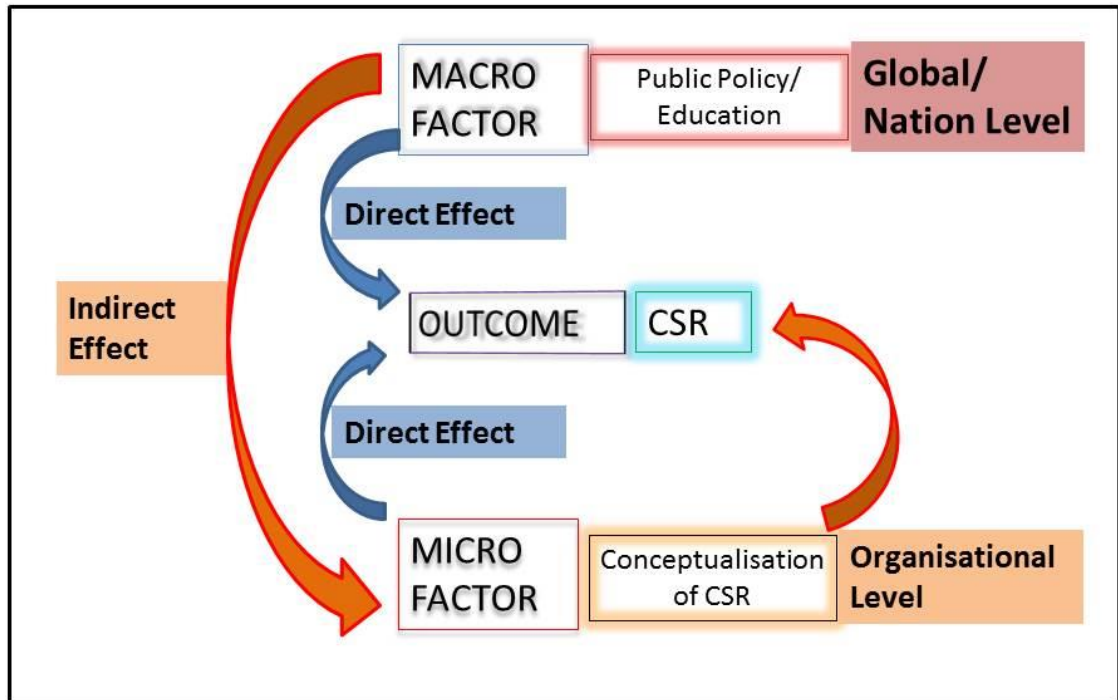 MACRO
FACTOR
Public Policy/
Education
Global/
Nation Level
Direct Effect
Indirect
Effect
OUTCOME
CSR
Direct Effect
MICRO
FACTOR
Conceptualisation
of CSR
Organisational
Level